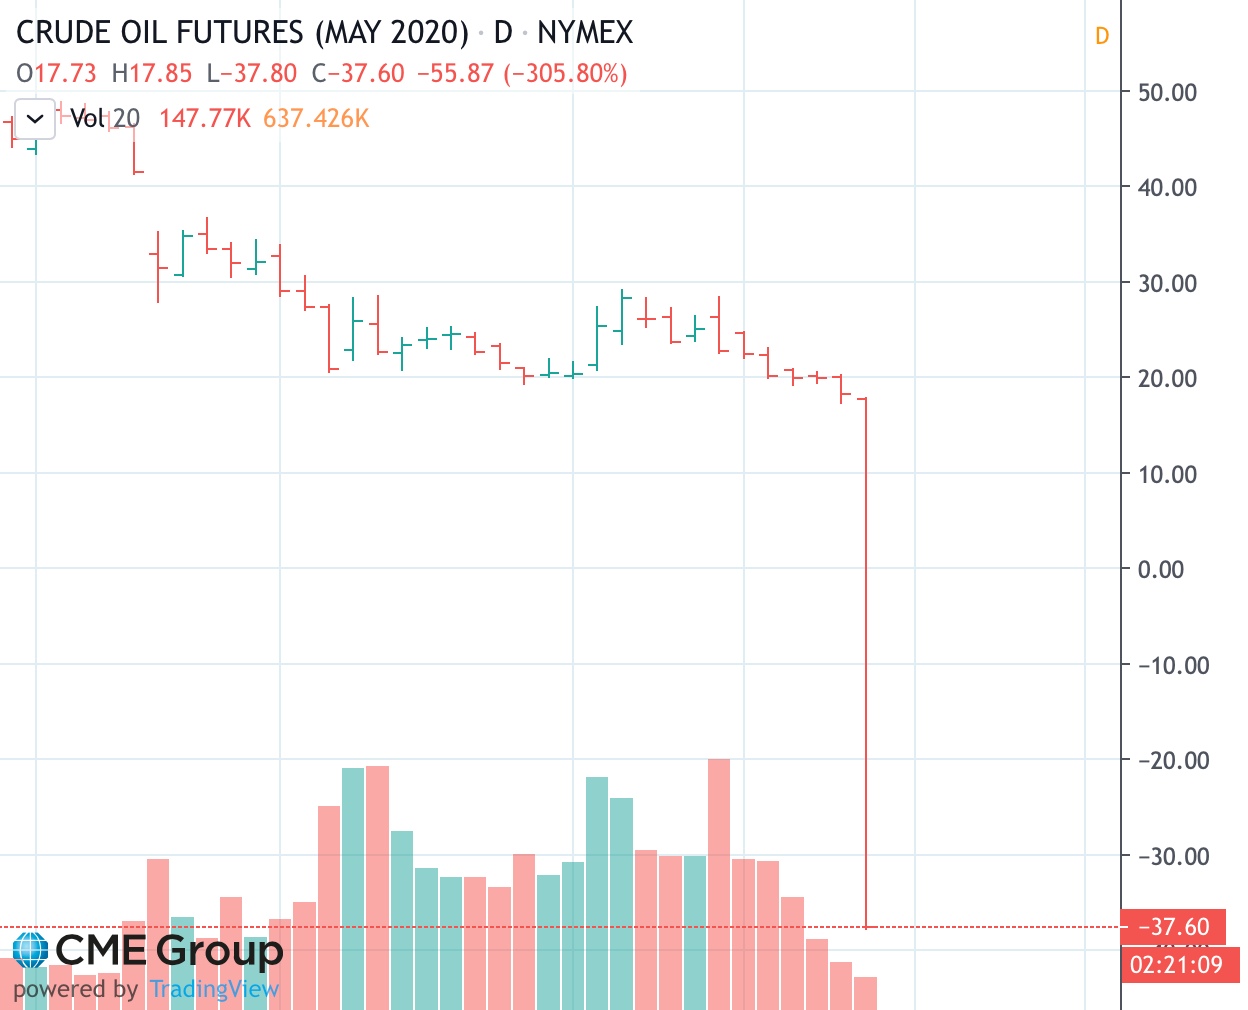 CRUDE OIL FUTURES (MAY 2020) · D · NYMEX
D
O17.73 H17.85 L−37.80 C−37.60 −55.87 (−305.80%)
Vol 20 147.77K 637.426K
50.00
40.00
30.00
20.00
10.00
0.00
−10.00
−20.00
−30.00
−37.60
02:21:09
CME Group
powered by TradingView